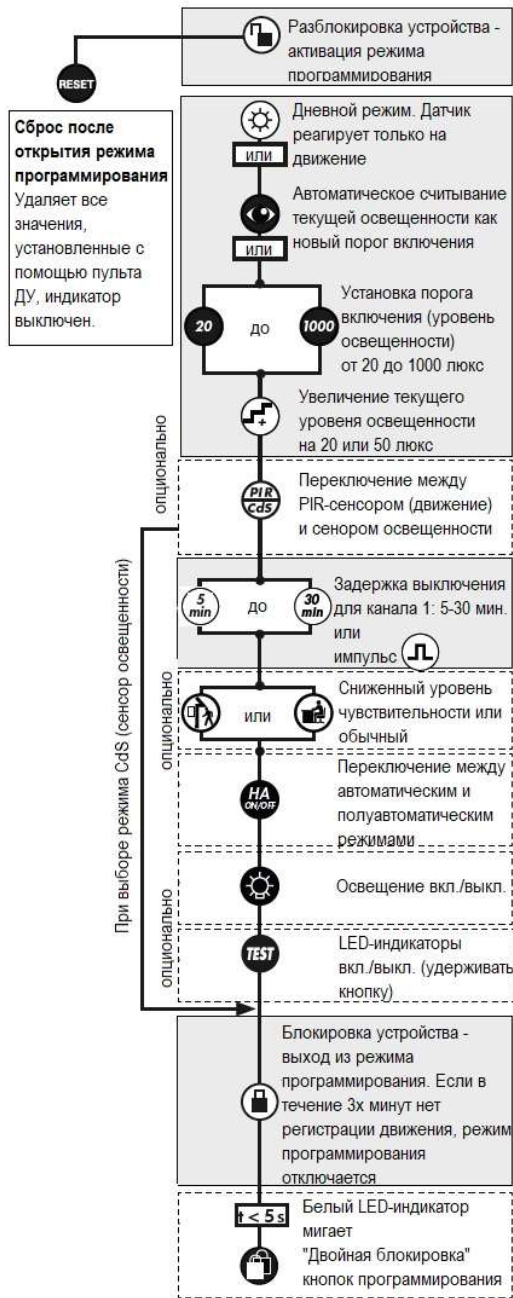 Разблокировка устройства -
активация режима
программирования
RESET
Сброс после
открытия режима
программирования
Удаляет все
значения,
установленные с
помощью пульта
ДУ, индикатор
выключен.
Дневной режим. Датчик
реагирует только на
движение
или
Автоматическое считывание
текущей освещенности как
новый порог включения
или
20
до
1000
Установка порога
включения (уровень
освещенности)
от 20 до 1000 люкс
+
Увеличение текущего
уровеня освещенности
на 20 или 50 люкс
опционально
PIR
CdS
Переключение между
PIR-сенсором (движение)
и сенором освещенности
При выборе режима CdS (сенсор освещенности)
5
min
до
30
min
Задержка выключения
для канала 1: 5-30 мин.
или
импульс
опционально
или
Сниженный уровень
чувствительности или
обычный
HA
ON/OFF
Переключение между
автоматическим и
полуавтоматическим
режимами
Освещение вкл./выкл.
опционально
TEST
LED-индикаторы
вкл./выкл. (удерживать
кнопку)
Блокировка устройства -
выход из режима
программирования. Если в
течение 3х минут нет
регистрации движения, режим
программирования
отключается
t < 5 s
Белый LED-индикатор
мигает
"Двойная блокировка"
кнопок программирования